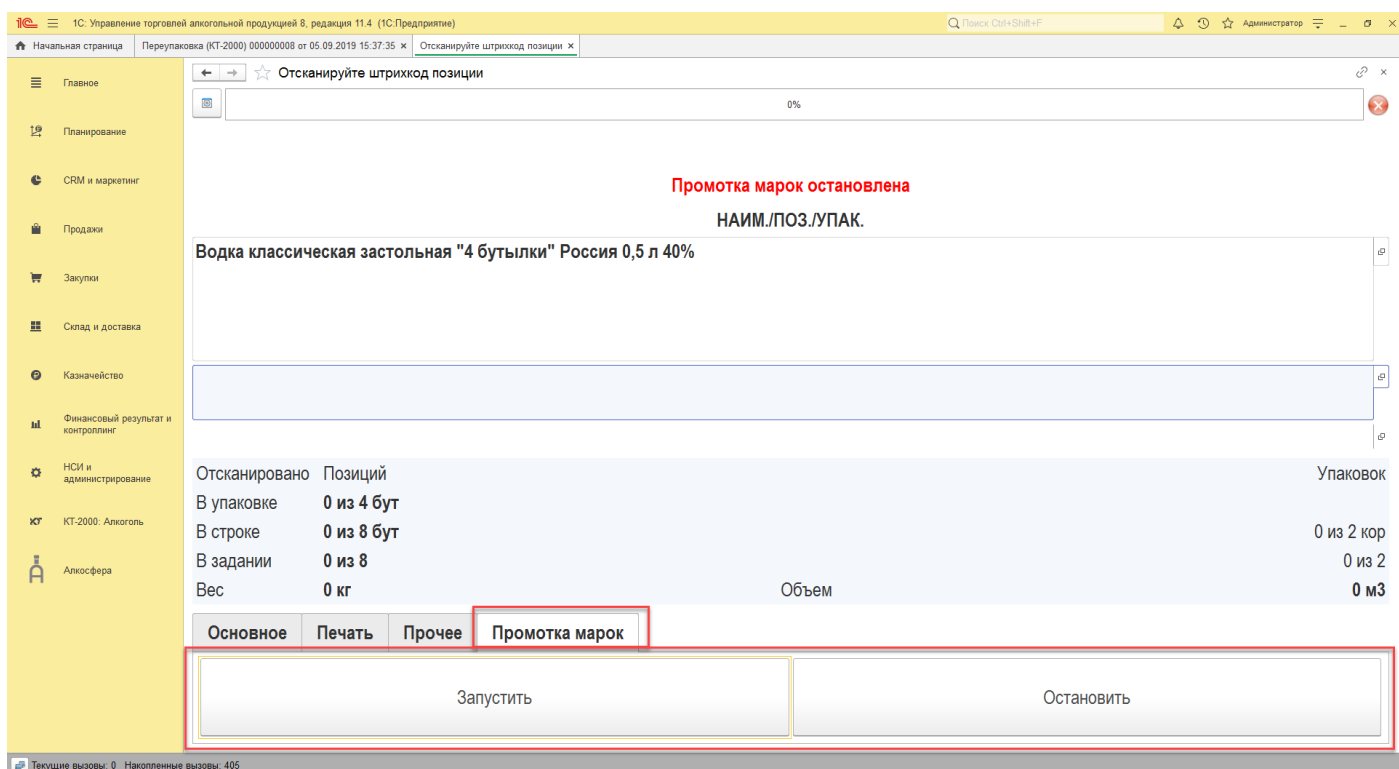 1С: Управление торговлей алкогольной продукцией 8, редакция 11.4 (1С:Предприятие)
Поиск Ctrl+Shift+F
Администратор
Начальная страница
Переупаковка (КТ-2000) 000000008 от 05.09.2019 15:37:35 ×
Отсканируйте штрихкод позиции ×
Главное
Планирование
CRM и маркетинг
Продажи
Закупки
Склад и доставка
Казначейство
Финансовый результат и
контроллинг
НСИ и
администрирование
КТ-2000: Алкоголь
Алкосфера
Отсканируйте штрихкод позиции
0%
Промотка марок остановлена
НАИМ./ПОЗ./УПАК.
Водка классическая застольная "4 бутылки" Россия 0,5 л 40%
Отсканировано Позиций Упаковок
В упаковке 0 из 4 бут
В строке 0 из 8 бут 0 из 2 кор
В задании 0 из 8 0 из 2
Вес 0 кг Объем 0 м3
Основное Печать Прочее Промотка марок
Запустить Остановить
Текущие вызовы: 0 Накопленные вызовы: 405